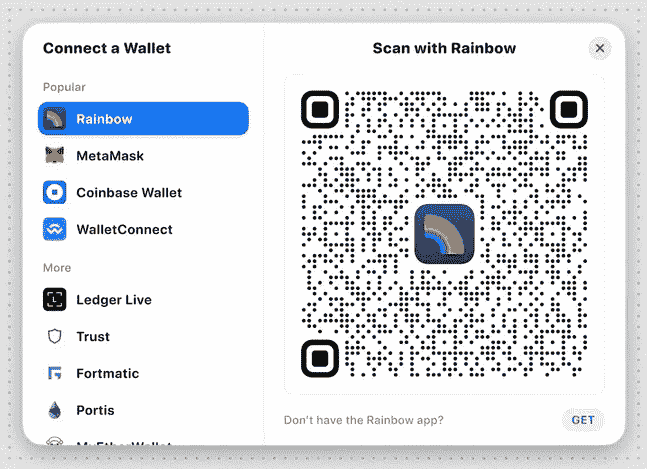 Connect a Wallet
Popular
Rainbow
MetaMask
Coinbase Wallet
WalletConnect
More
Ledger Live
Trust
Fortmatic
Portis
MyEtherWallet
Scan with Rainbow
Don't have the Rainbow app?
GET